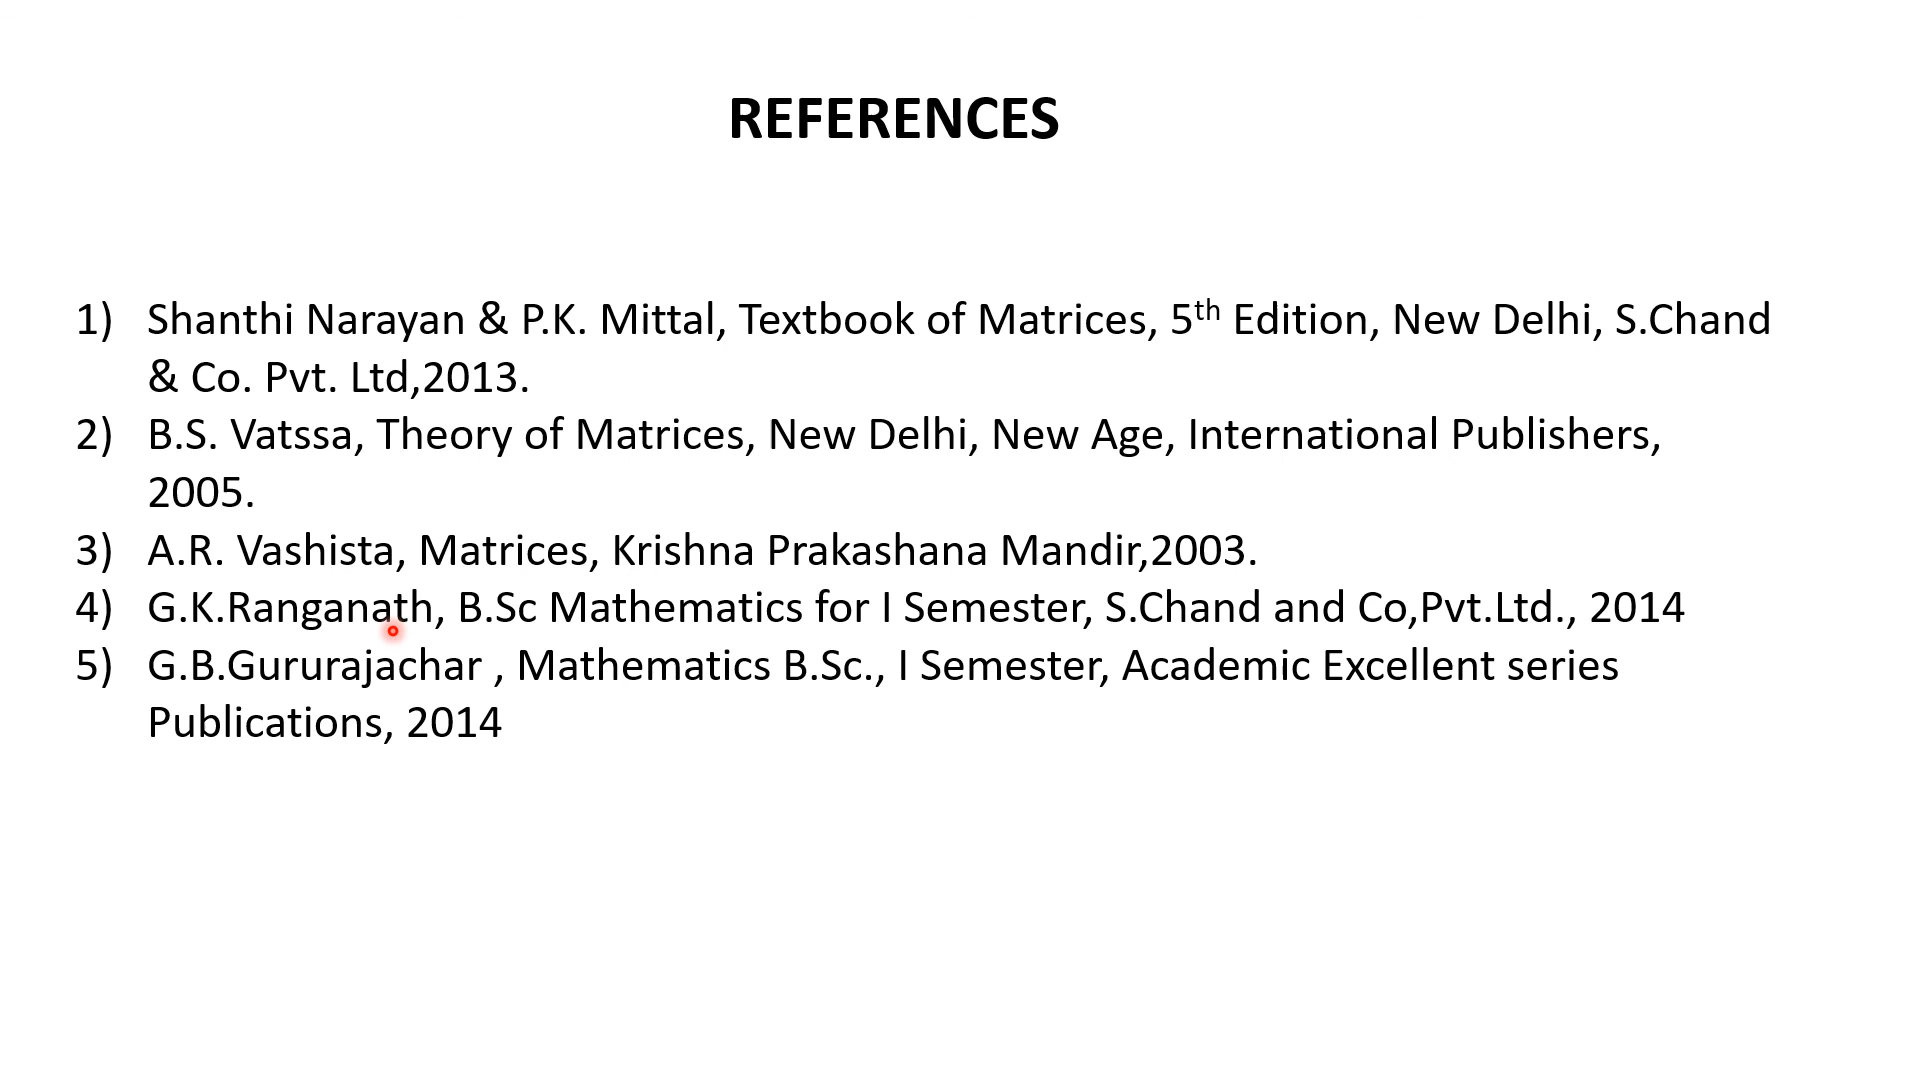 REFERENCES
1) Shanthi Narayan & P.K. Mittal, Textbook of Matrices, 5th Edition, New Delhi, S.Chand
& Co. Pvt. Ltd,2013.
2) B.S. Vatssa, Theory of Matrices, New Delhi, New Age, International Publishers,
2005.
3) A.R. Vashista, Matrices, Krishna Prakashana Mandir,2003.
4) G.K.Ranganath, B.Sc Mathematics for I Semester, S.Chand and Co,Pvt.Ltd., 2014
5) G.B.Gururajachar , Mathematics B.Sc., I Semester, Academic Excellent series
Publications, 2014